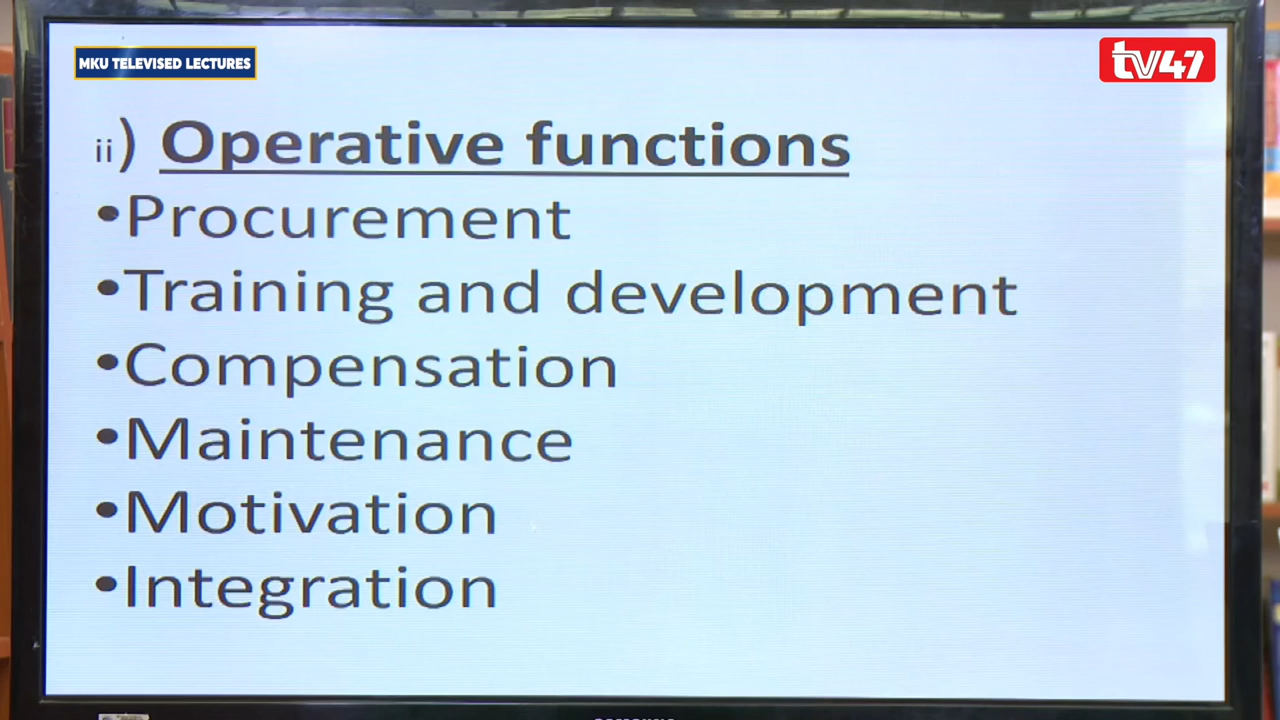 MKU TELEVISED LECTURES
tv47
ii) Operative functions
•Procurement
•Training and development
•Compensation
•Maintenance
•Motivation
•Integration